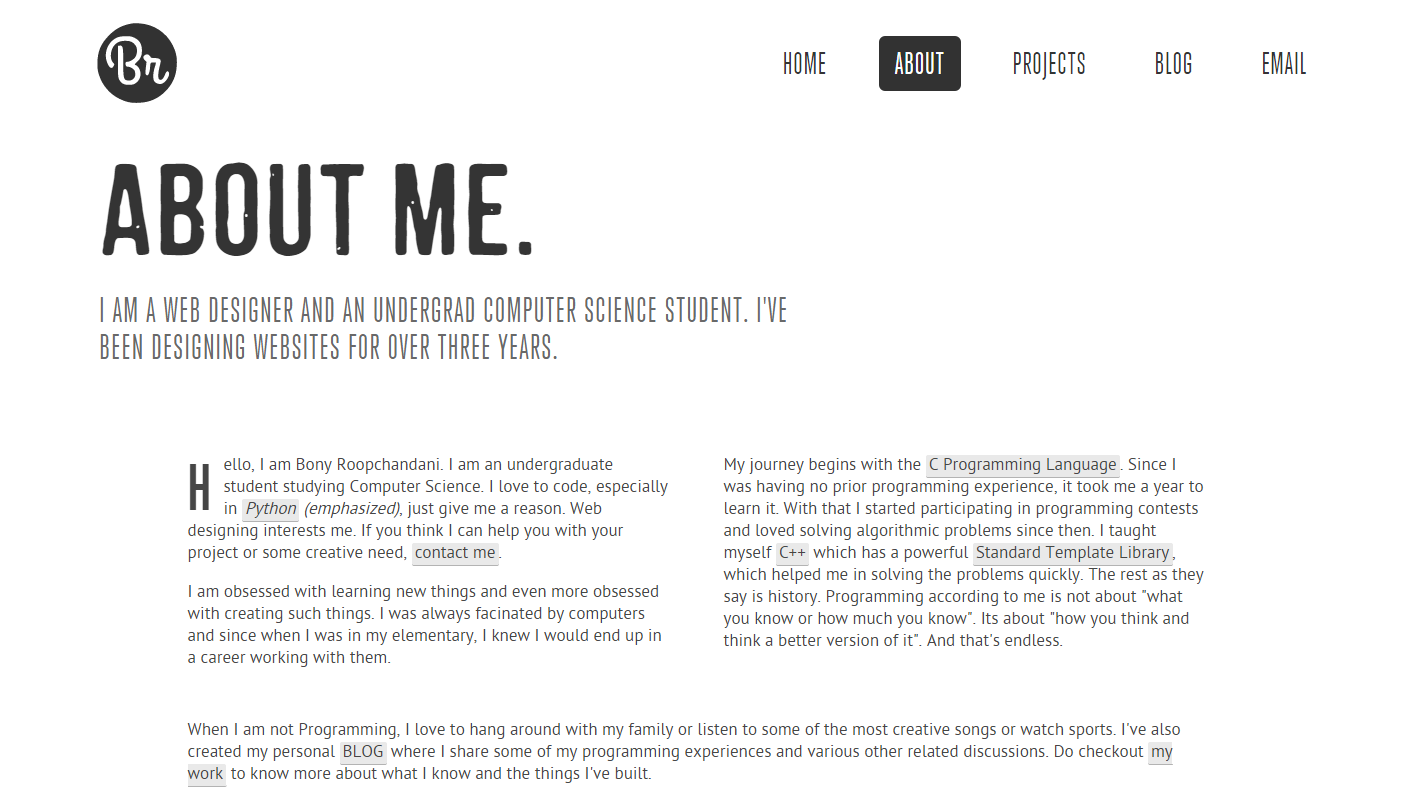 Br
HOME ABOUT PROJECTS BLOG EMAIL
ABOUT ME.
I AM A WEB DESIGNER AND AN UNDERGRAD COMPUTER SCIENCE STUDENT. I'VE
BEEN DESIGNING WEBSITES FOR OVER THREE YEARS.
Hello, I am Bony Roopchandani. I am an undergraduate
student studying Computer Science. I love to code, especially
in Python (emphasized), just give me a reason. Web
designing interests me. If you think I can help you with your
project or some creative need, contact me.
I am obsessed with learning new things and even more obsessed
with creating such things. I was always facinated by computers
and since when I was in my elementary, I knew I would end up in
a career working with them.
My journey begins with the C Programming Language. Since I
was having no prior programming experience, it took me a year to
learn it. With that I started participating in programming contests
and loved solving algorithmic problems since then. I taught
myself C++ which has a powerful Standard Template Library,
which helped me in solving the problems quickly. The rest as they
say is history. Programming according to me is not about "what
you know or how much you know". Its about "how you think and
think a better version of it". And that's endless.
When I am not Programming, I love to hang around with my family or listen to some of the most creative songs or watch sports. I've also
created my personal BLOG where I share some of my programming experiences and various other related discussions. Do checkout my
work to know more about what I know and the things I've built.